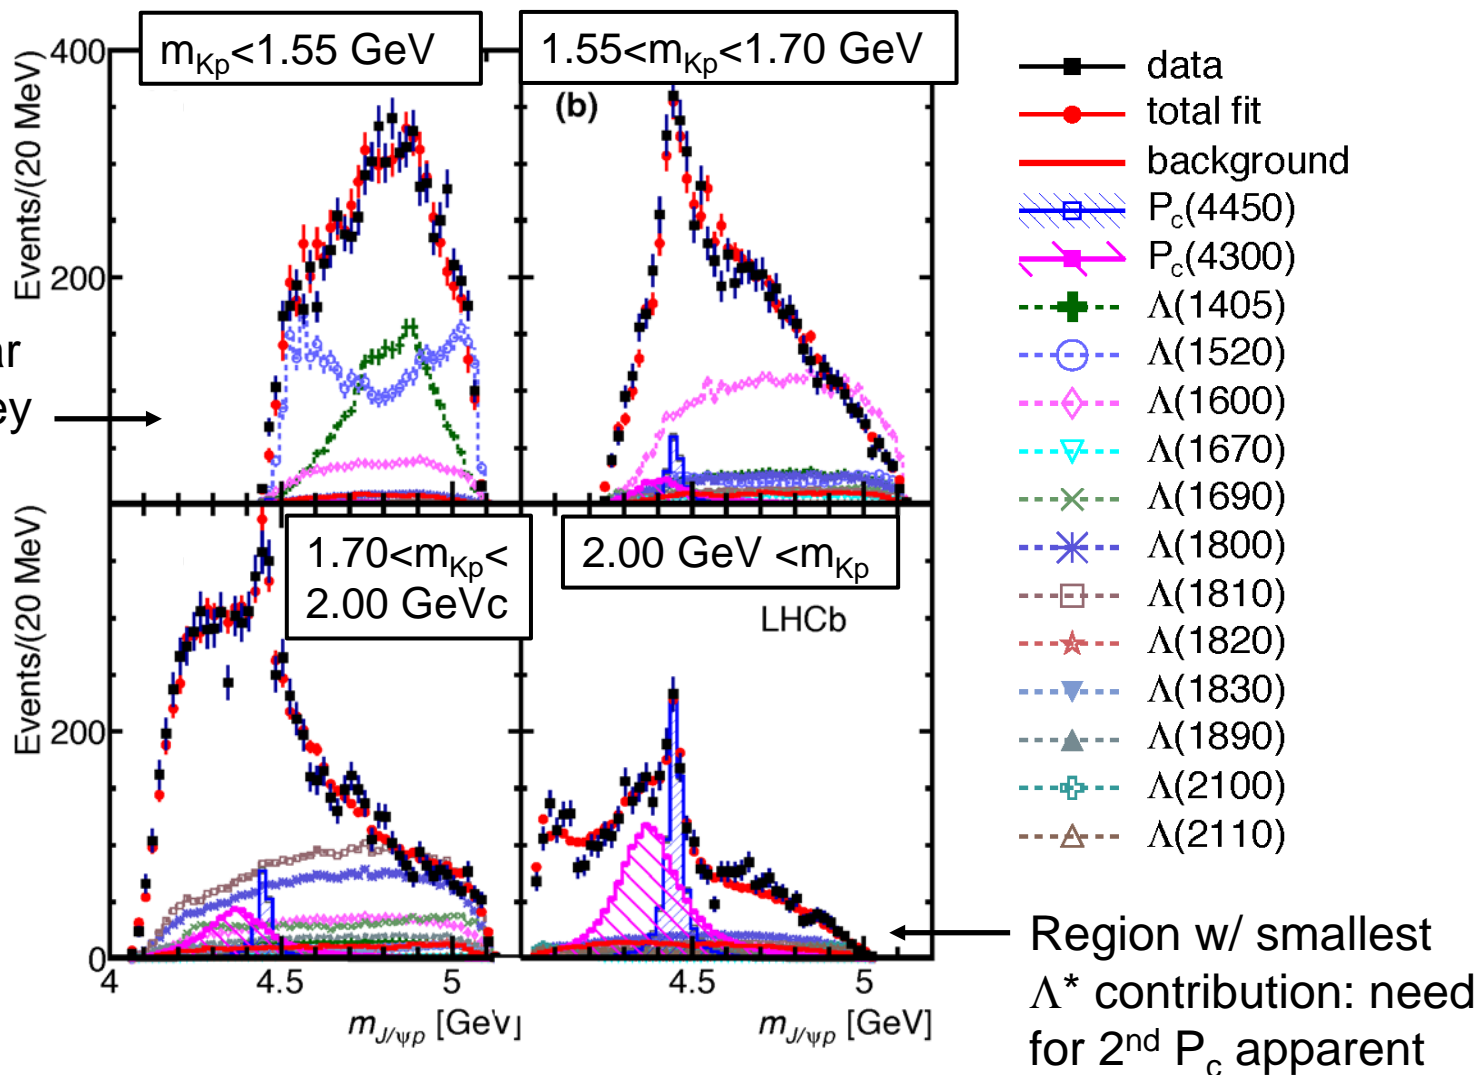 m_Kp<1.55 GeV
1.55<m_Kp<1.70 GeV
(b)
400
200
Events/(20 MeV)
ar
ey
1.70<m_Kp<
2.00 GeVc
2.00 GeV <m_Kp
LHCb
200
0
Events/(20 MeV)
4
4.5
5
4.5
5
m_J/ψp [GeV]
m_J/ψp [GeV]
data
total fit
background
P_c(4450)
P_c(4300)
Λ(1405)
Λ(1520)
Λ(1600)
Λ(1670)
Λ(1690)
Λ(1800)
Λ(1810)
Λ(1820)
Λ(1830)
Λ(1890)
Λ(2100)
Λ(2110)
Region w/ smallest
Λ* contribution: need
for 2nd P_c apparent